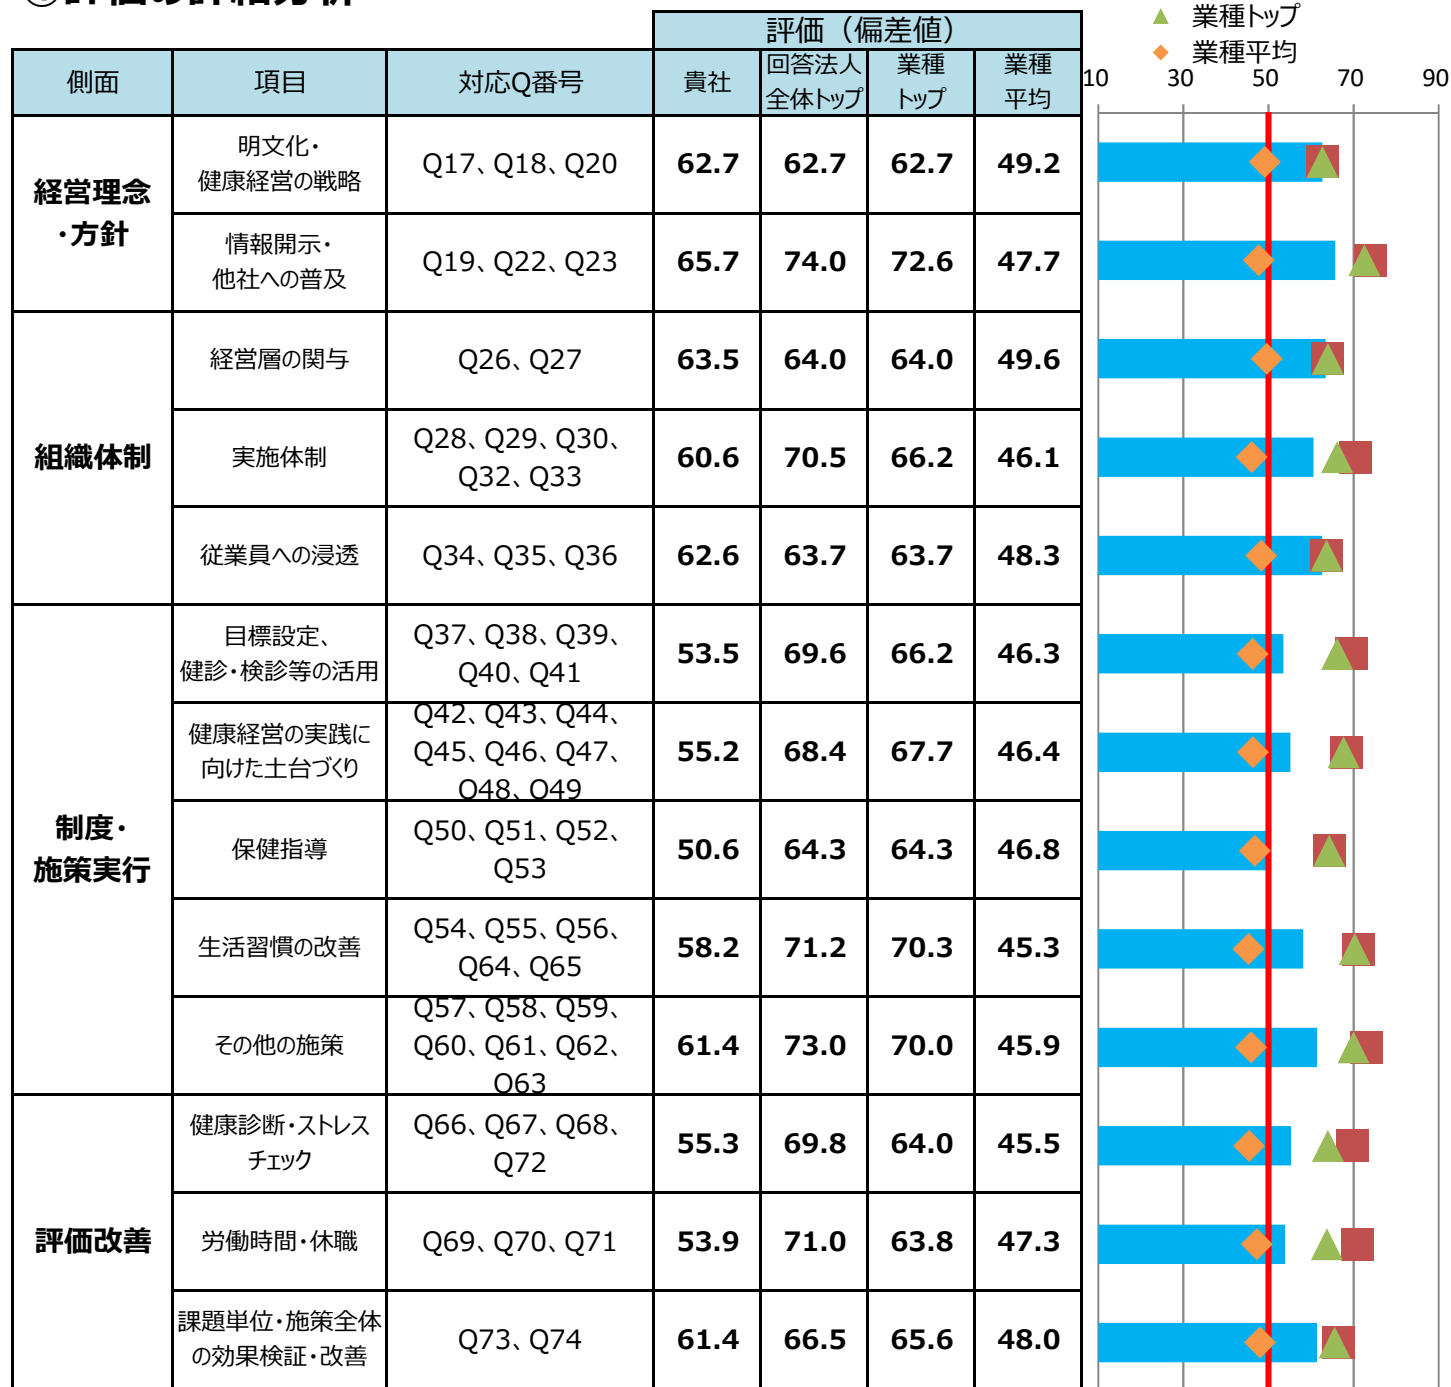 評価の詳細分析
評価（偏差値）
▲ 業種トップ
◆ 業種平均
側面 項目 対応Q番号 貴社 回答法人 業種 業種
全体トップ トップ 平均
10 30 50 70 90
経営理念
・方針
明文化・
健康経営の戦略
Q17、Q18、Q20 62.7 62.7 62.7 49.2
情報開示・
他社への普及
Q19、Q22、Q23 65.7 74.0 72.6 47.7
組織体制
経営層の関与 Q26、Q27 63.5 64.0 64.0 49.6
実施体制
Q28、Q29、Q30、
Q32、Q33
60.6 70.5 66.2 46.1
従業員への浸透 Q34、Q35、Q36 62.6 63.7 63.7 48.3
制度・
施策実行
目標設定、
健診・検診等の活用
Q37、Q38、Q39、
Q40、Q41
53.5 69.6 66.2 46.3
健康経営の実践に
向けた土台づくり
Q42、Q43、Q44、
Q45、Q46、Q47、
Q48、Q49
55.2 68.4 67.7 46.4
保健指導
Q50、Q51、Q52、
Q53
50.6 64.3 64.3 46.8
生活習慣の改善
Q54、Q55、Q56、
Q64、Q65
58.2 71.2 70.3 45.3
その他の施策
Q57、Q58、Q59、
Q60、Q61、Q62、
Q63
61.4 73.0 70.0 45.9
評価改善
健康診断・ストレス
チェック
Q66、Q67、Q68、
Q72
55.3 69.8 64.0 45.5
労働時間・休職 Q69、Q70、Q71 53.9 71.0 63.8 47.3
課題単位・施策全体
の効果検証・改善
Q73、Q74 61.4 66.5 65.6 48.0